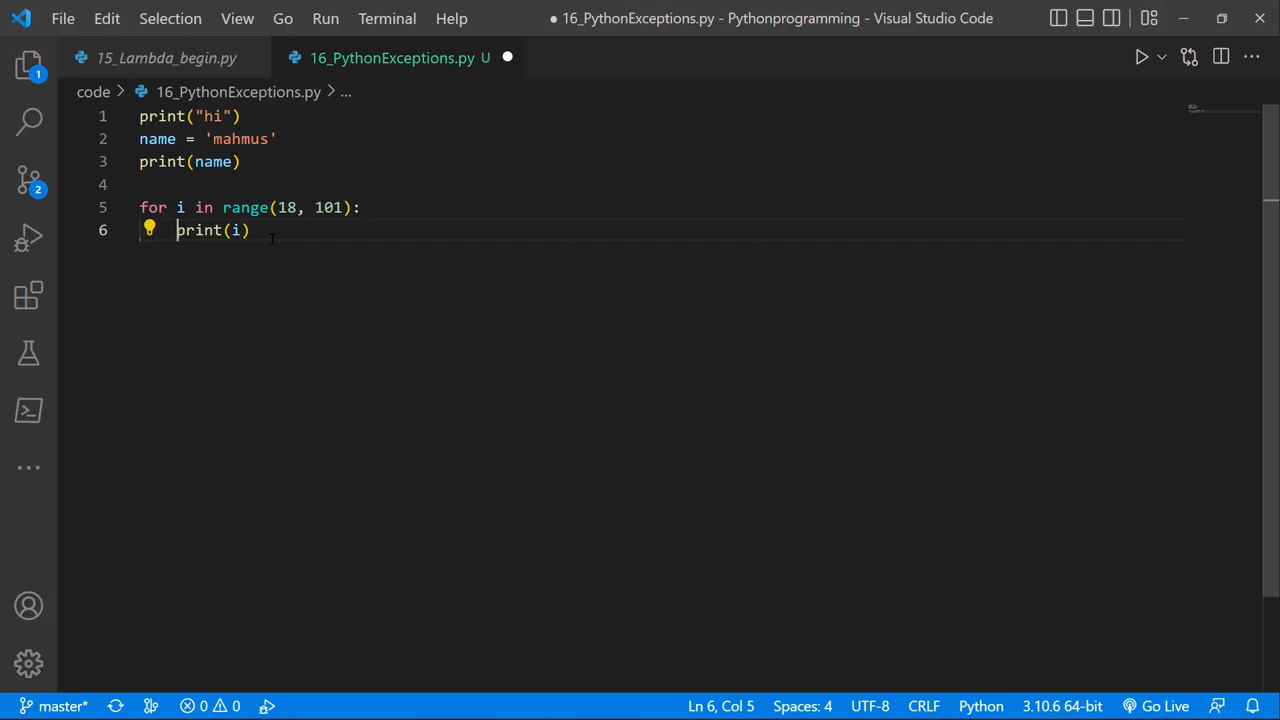 File Edit Selection View Go Run Terminal Help ● 16_PythonExceptions.py - Pythonprogramming - Visual Studio Code
15_Lambda_begin.py 16_PythonExceptions.py U
code > 16_PythonExceptions.py > ...
1 print("hi")
2 name = 'mahmus'
3 print(name)
4
5 for i in range(18, 101):
6 print(i)
1
2
master* 0 0 Ln 6, Col 5 Spaces: 4 UTF-8 CRLF Python 3.10.6 64-bit Go Live